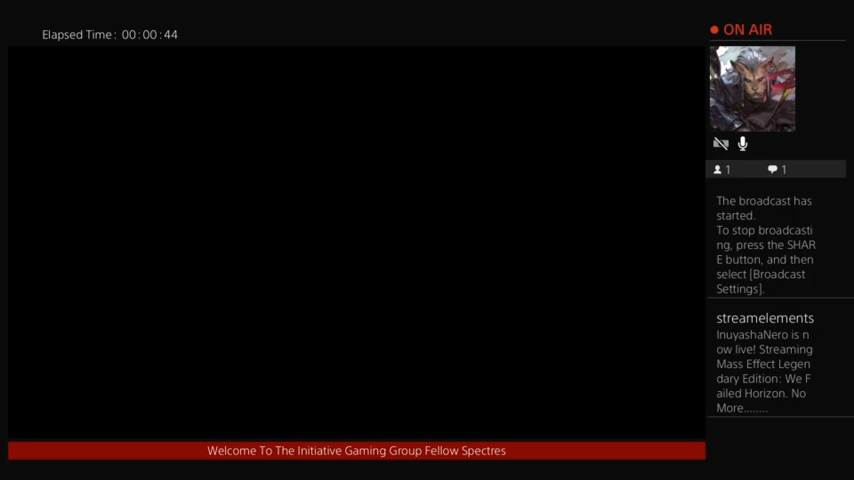 Elapsed Time: 00:00:44
ON AIR
1 1
The broadcast has
started.
To stop broadcasti
ng, press the SHAR
E button, and then
select [Broadcast
Settings].
streamelements
InuyashaNero is n
ow live! Streaming
Mass Effect Legen
dary Edition: We F
ailed Horizon. No
More........
Welcome To The Initiative Gaming Group Fellow Spectres